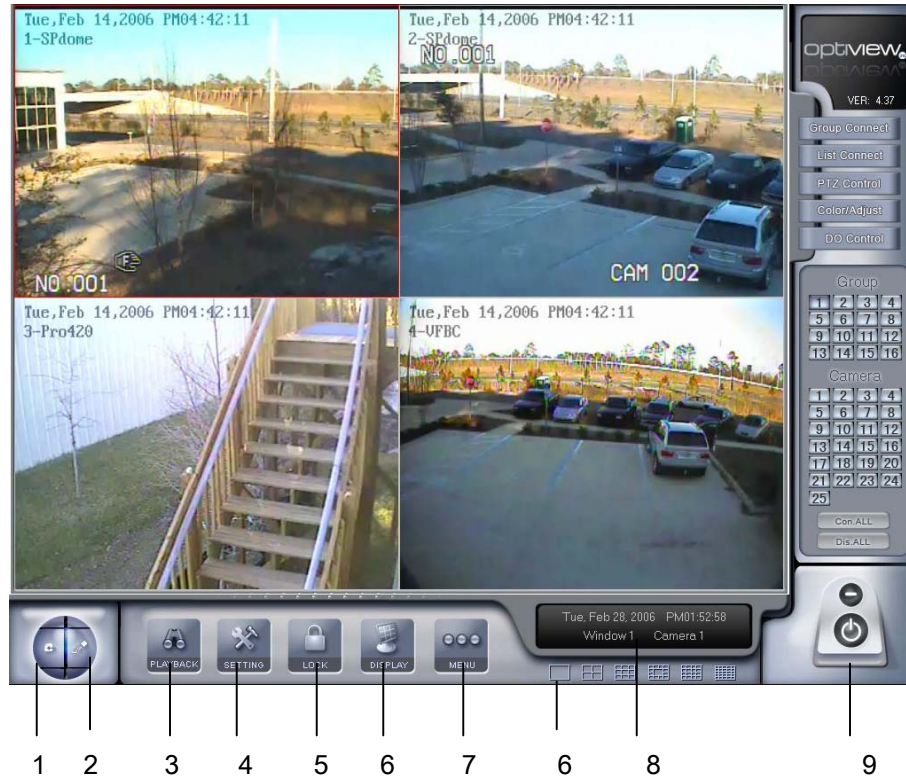 Tue,Feb 14,2006 PM04:42:11
1-SPdome
NO.001
Tue,Feb 14,2006 PM04:42:11
2-SPdome
NO.001
CAM 002
Tue,Feb 14,2006 PM04:42:11
3-Pro420
Tue,Feb 14,2006 PM04:42:11
4-VFBC
optiview
VER: 4.37
Group Connect
List Connect
PTZ Control
Color/Adjust
DO Control
Group
1 2 3 4
5 6 7 8
9 10 11 12
13 14 15 16
Camera
1 2 3 4
5 6 7 8
9 10 11 12
13 14 15 16
17 18 19 20
21 22 23 24
25
Con.ALL
Dis.ALL
PLAYBACK
SETTING
LOCK
DISPLAY
MENU
Tue, Feb 28, 2006 PM01:52:58
Window 1 Camera 1
1 2 3 4 5 6 7 6 8 9